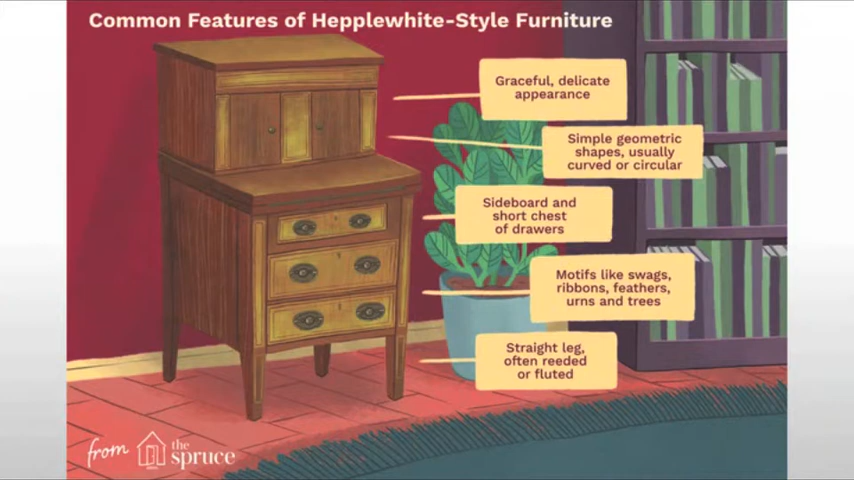 Common Features of Hepplewhite-Style Furniture
Graceful, delicate
appearance
Simple geometric
shapes, usually
curved or circular
Sideboard and
short chest
of drawers
Motifs like swags,
ribbons, feathers,
urns and trees
Straight leg,
often reeded
or fluted
from the
spruce